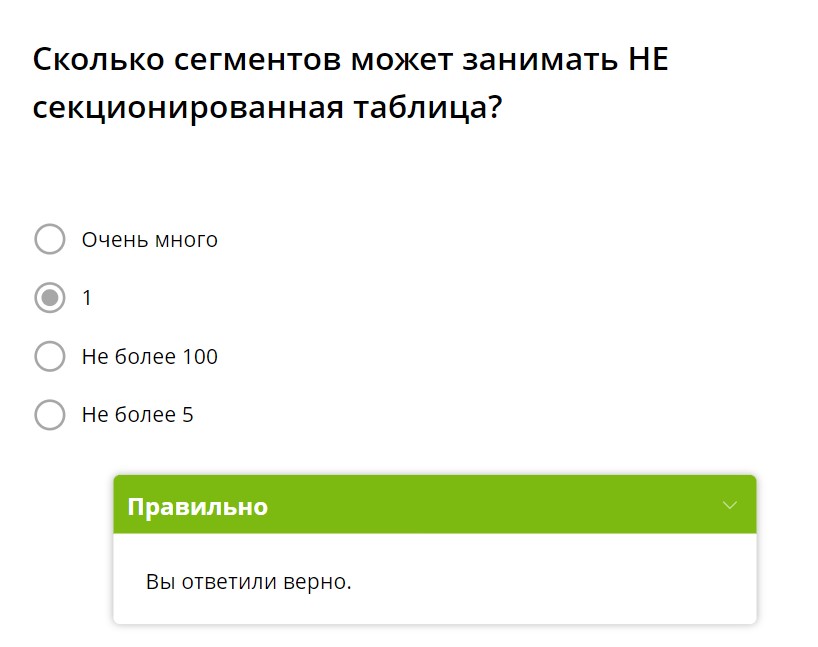 Сколько сегментов может занимать НЕ
секционированная таблица?
Очень много
1
Не более 100
Не более 5
Правильно
Вы ответили верно.